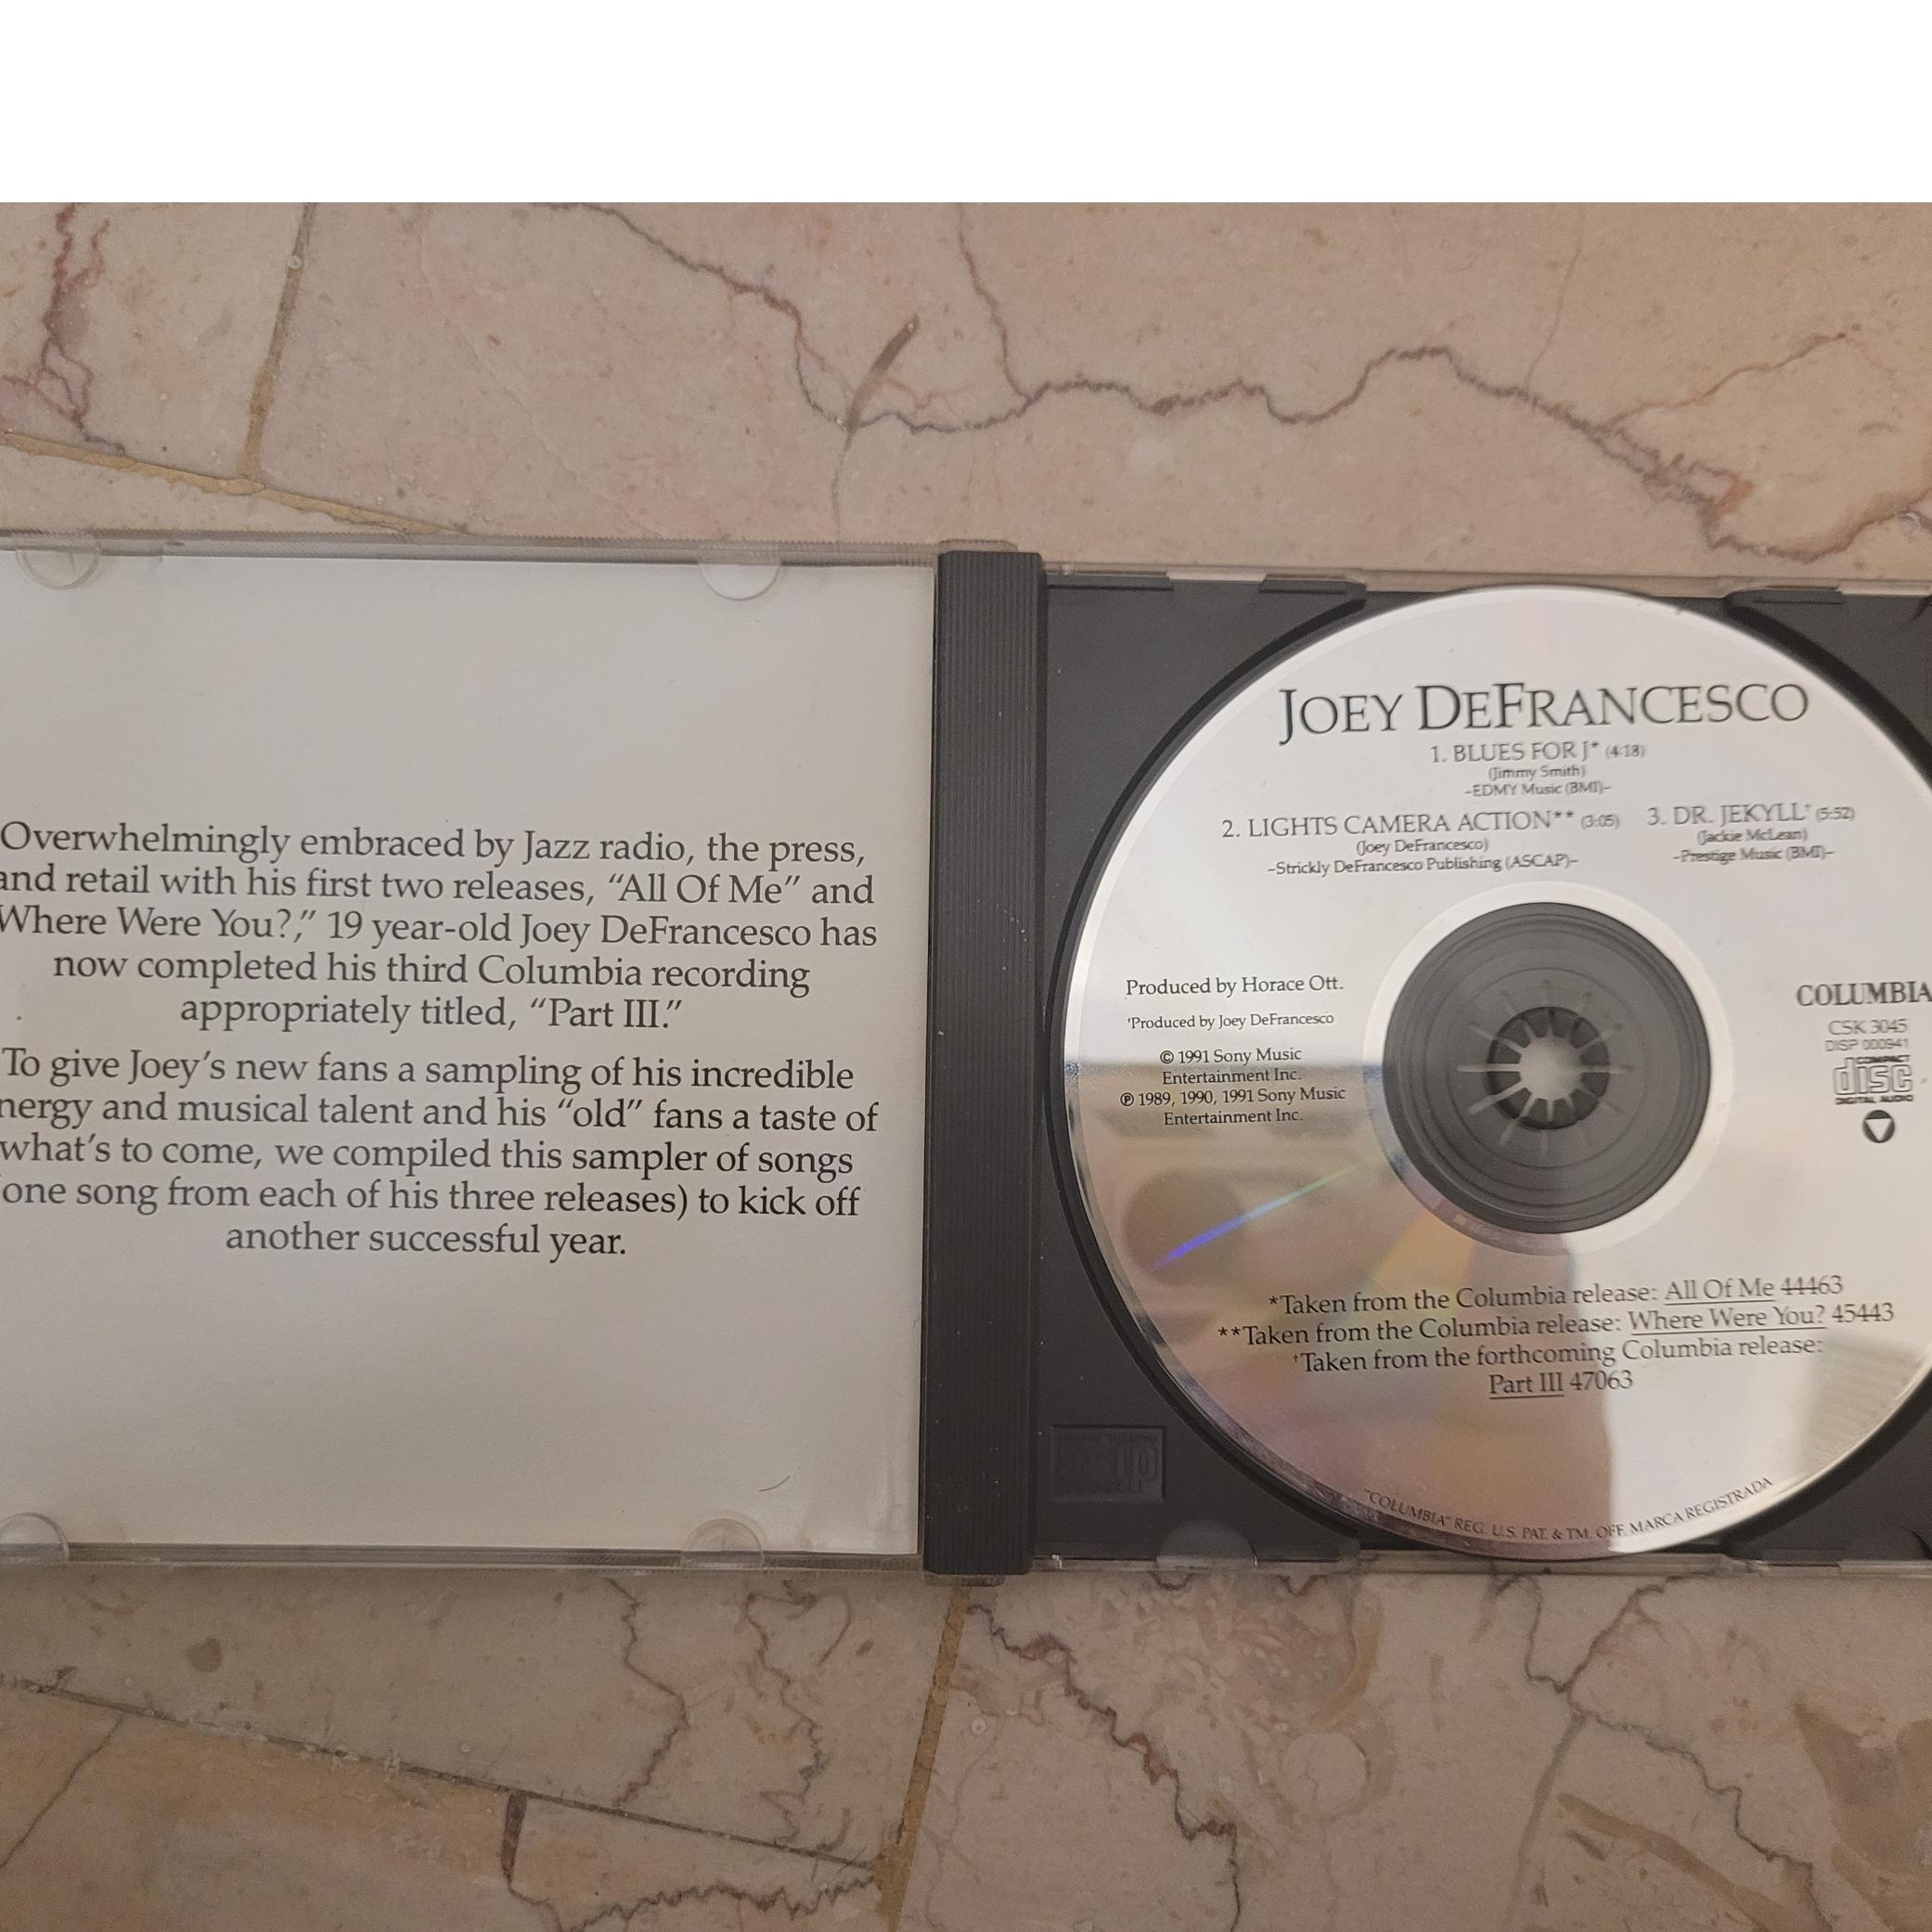 Overwhelmingly embraced by Jazz radio, the press,
and retail with his first two releases, “All Of Me” and
Where Were You?,” 19 year-old Joey DeFrancesco has
now completed his third Columbia recording
appropriately titled, “Part III.”
To give Joey’s new fans a sampling of his incredible
nergy and musical talent and his “old” fans a taste of
what’s to come, we compiled this sampler of songs
one song from each of his three releases) to kick off
another successful year.
JOEY DEFRANCESCO
1. BLUES FOR J* (4:18)
(Jimmy Smith)
-EDMY Music (BMI)-
2. LIGHTS CAMERA ACTION** (3:05)
(Joey DeFrancesco)
-Strickly DeFrancesco Publishing (ASCAP)-
3. DR. JEKYLL† (5:52)
(Jackie McLean)
-Prestige Music (BMI)-
Produced by Horace Ott.
†Produced by Joey DeFrancesco
© 1991 Sony Music
Entertainment Inc.
℗ 1989, 1990, 1991 Sony Music
Entertainment Inc.
COLUMBIA
CSK 3045
DISP 000941
COMPACT
disc
DIGITAL AUDIO
*Taken from the Columbia release: All Of Me 44463
**Taken from the Columbia release: Where Were You? 45443
†Taken from the forthcoming Columbia release:
Part III 47063
"COLUMBIA" REG. U.S. PAT. & TM. OFF. MARCA REGISTRADA